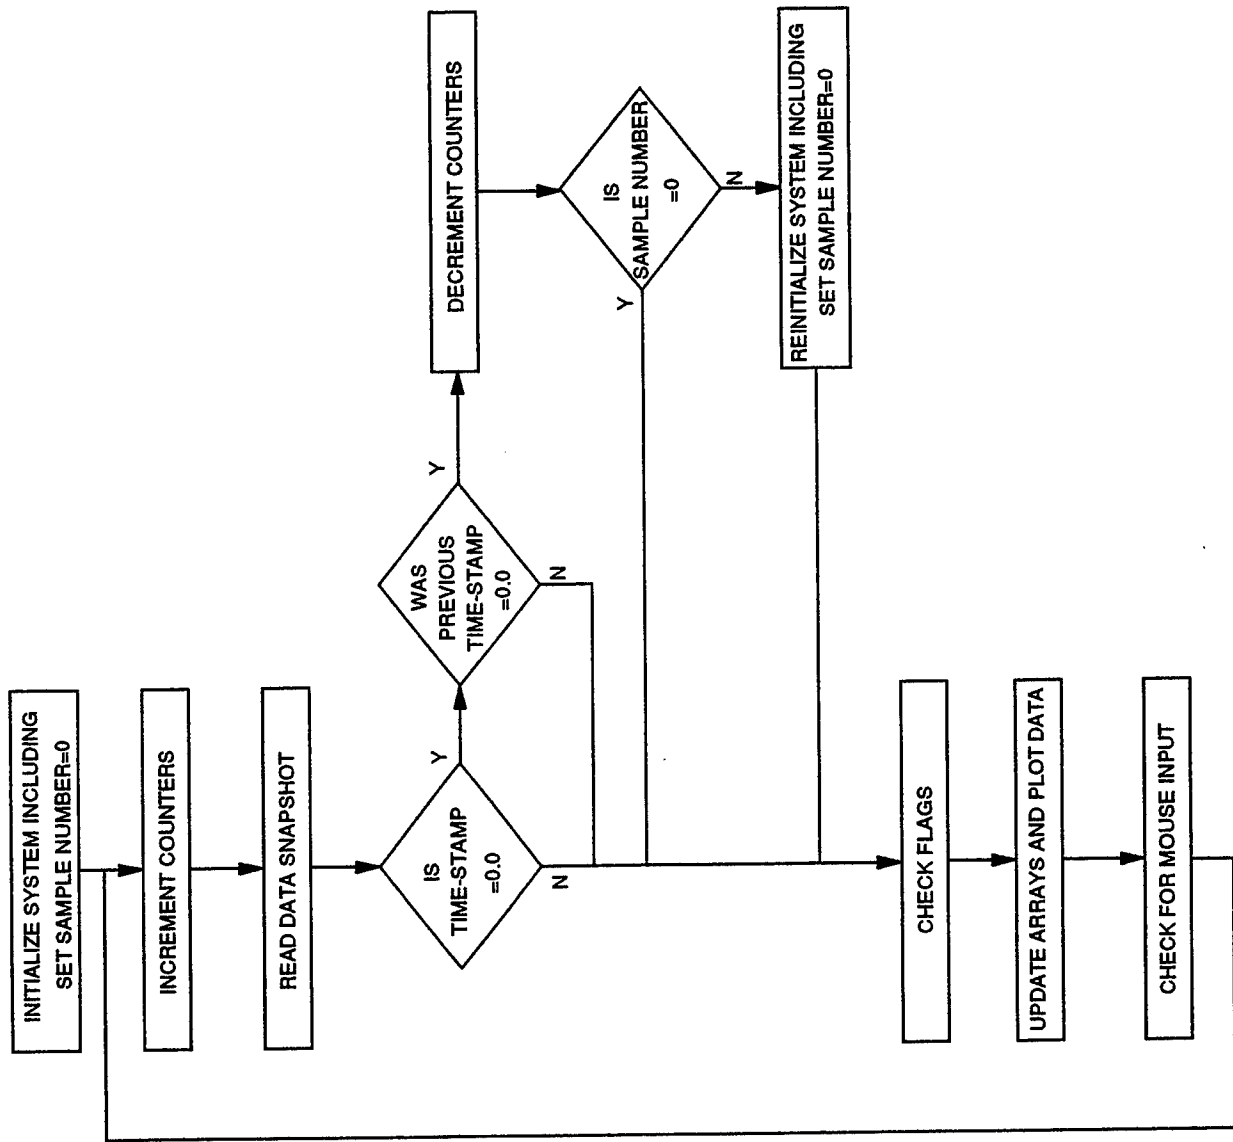 INITIALIZE SYSTEM INCLUDING
SET SAMPLE NUMBER=0
INCREMENT COUNTERS
READ DATA SNAPSHOT
IS
TIME-STAMP
=0.0
Y
N
WAS
PREVIOUS
TIME-STAMP
=0.0
Y
N
DECREMENT COUNTERS
IS
SAMPLE NUMBER
=0
Y
N
REINITIALIZE SYSTEM INCLUDING
SET SAMPLE NUMBER=0
CHECK FLAGS
UPDATE ARRAYS AND PLOT DATA
CHECK FOR MOUSE INPUT